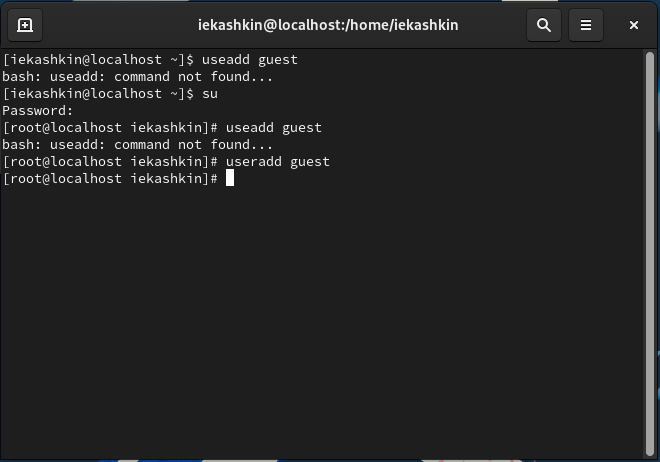 iekashkin@localhost:/home/iekashkin
[iekashkin@localhost ~]$ useadd guest
bash: useadd: command not found...
[iekashkin@localhost ~]$ su
Password:
[root@localhost iekashkin]# useadd guest
bash: useadd: command not found...
[root@localhost iekashkin]# useradd guest
[root@localhost iekashkin]#